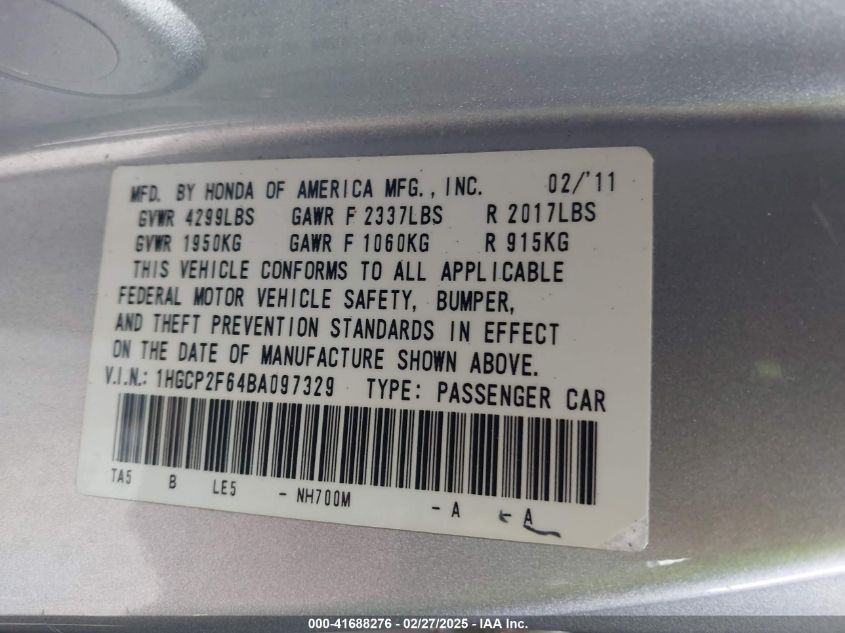 MFD. BY HONDA OF AMERICA MFG., INC. 02/'11
GVWR 4299LBS GAWR F 2337LBS R 2017LBS
GVWR 1950KG GAWR F 1060KG R 915KG
THIS VEHICLE CONFORMS TO ALL APPLICABLE
FEDERAL MOTOR VEHICLE SAFETY, BUMPER,
AND THEFT PREVENTION STANDARDS IN EFFECT
ON THE DATE OF MANUFACTURE SHOWN ABOVE.
V.I.N.: 1HGCP2F64BA097329 TYPE: PASSENGER CAR
TA5 B LE5 - NH700M - A - A
000-41688276 - 02/27/2025 - IAA Inc.